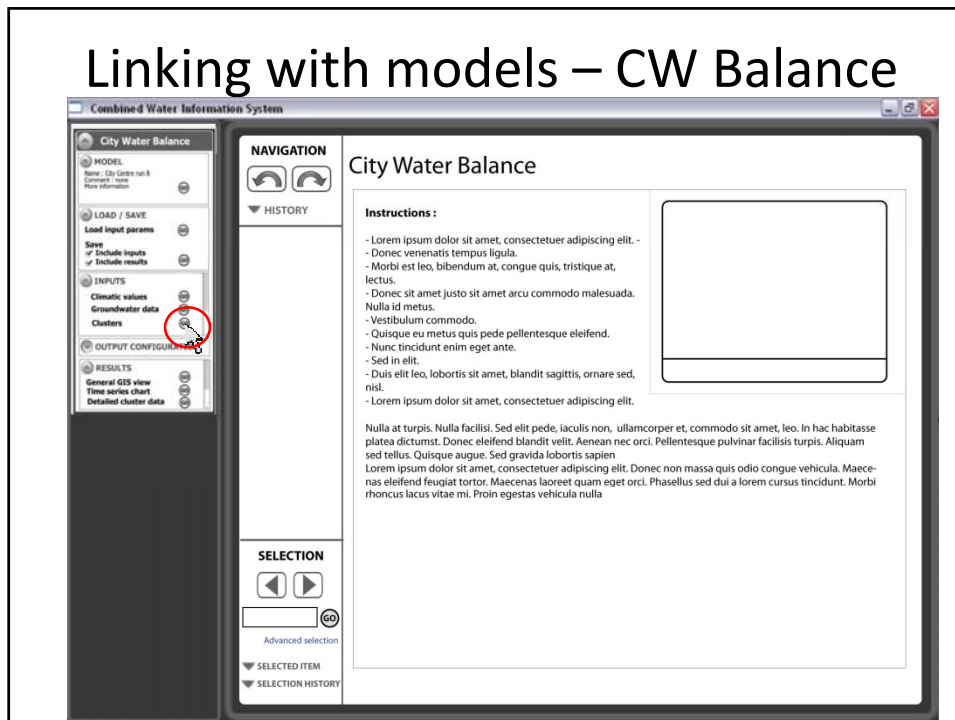 Linking with models – CW Balance
Combined Water Information System
City Water Balance
MODEL
Name : City Centre run B
Comment : none
More information
GO
LOAD / SAVE
Load input params GO
Save
Include inputs
Include results GO
INPUTS
Climatic values GO
Groundwater data GO
Clusters GO
OUTPUT CONFIGURAT
RESULTS
General GIS view GO
Time series chart GO
Detailed cluster data GO
NAVIGATION
HISTORY
SELECTION
GO
Advanced selection
SELECTED ITEM
SELECTION HISTORY
City Water Balance
Instructions :
- Lorem ipsum dolor sit amet, consectetuer adipiscing elit. -
- Donec venenatis tempus ligula.
- Morbi est leo, bibendum at, congue quis, tristique at,
lectus.
- Donec sit amet justo sit amet arcu commodo malesuada.
Nulla id metus.
- Vestibulum commodo.
- Quisque eu metus quis pede pellentesque eleifend.
- Nunc tincidunt enim eget ante.
- Sed in elit.
- Duis elit leo, lobortis sit amet, blandit sagittis, ornare sed,
nisl.
- Lorem ipsum dolor sit amet, consectetuer adipiscing elit.
Nulla at turpis. Nulla facilisi. Sed elit pede, iaculis non, ullamcorper et, commodo sit amet, leo. In hac habitasse
platea dictumst. Donec eleifend blandit velit. Aenean nec orci. Pellentesque pulvinar facilisis turpis. Aliquam
sed tellus. Quisque augue. Sed gravida lobortis sapien
Lorem ipsum dolor sit amet, consectetuer adipiscing elit. Donec non massa quis odio congue vehicula. Maece-
nas eleifend feugiat tortor. Maecenas laoreet quam eget orci. Phasellus sed dui a lorem cursus tincidunt. Morbi
rhoncus lacus vitae mi. Proin egestas vehicula nulla